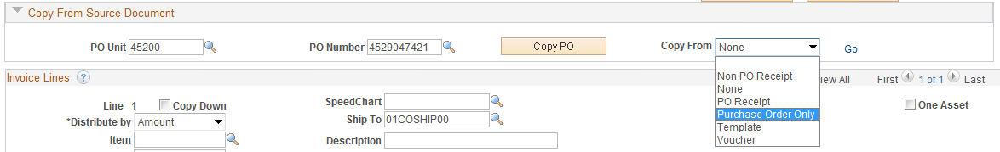 Copy From Source Document
PO Unit 45200 PO Number 4529047421 Copy PO Copy From None Go
Non PO Receipt
None
PO Receipt
Purchase Order Only
Template
Voucher
Invoice Lines ? iew All First 1 of 1 Last
Line 1 Copy Down SpeedChart One Asset
*Distribute by Amount Ship To 01COSHIP00
Item Description